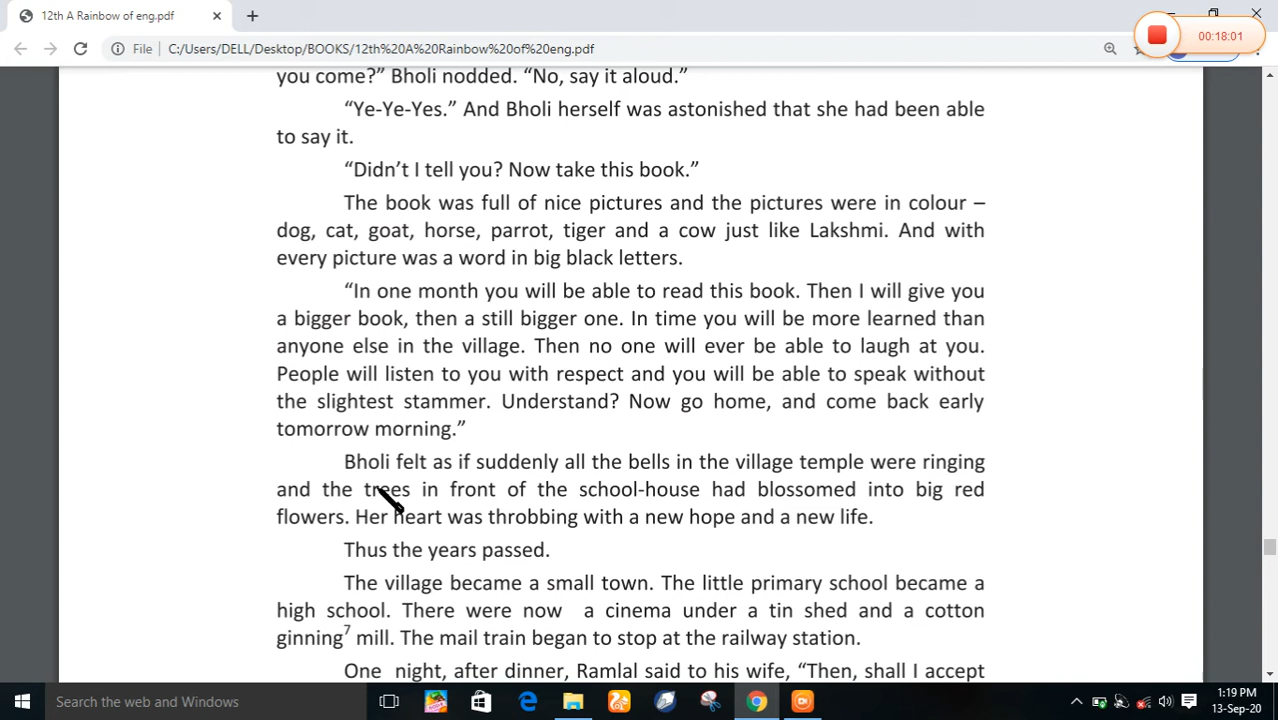 12th A Rainbow of eng.pdf
00:18:01
File C:/Users/DELL/Desktop/BOOKS/12th%20A%20Rainbow%20of%20eng.pdf
you come?” Bholi nodded. “No, say it aloud.”
“Ye-Ye-Yes.” And Bholi herself was astonished that she had been able
to say it.
“Didn’t I tell you? Now take this book.”
The book was full of nice pictures and the pictures were in colour –
dog, cat, goat, horse, parrot, tiger and a cow just like Lakshmi. And with
every picture was a word in big black letters.
“In one month you will be able to read this book. Then I will give you
a bigger book, then a still bigger one. In time you will be more learned than
anyone else in the village. Then no one will ever be able to laugh at you.
People will listen to you with respect and you will be able to speak without
the slightest stammer. Understand? Now go home, and come back early
tomorrow morning.”
Bholi felt as if suddenly all the bells in the village temple were ringing
and the trees in front of the school-house had blossomed into big red
flowers. Her heart was throbbing with a new hope and a new life.
Thus the years passed.
The village became a small town. The little primary school became a
high school. There were now a cinema under a tin shed and a cotton
ginning7 mill. The mail train began to stop at the railway station.
One night, after dinner, Ramlal said to his wife, “Then, shall I accept
Search the web and Windows
1:19 PM
13-Sep-20